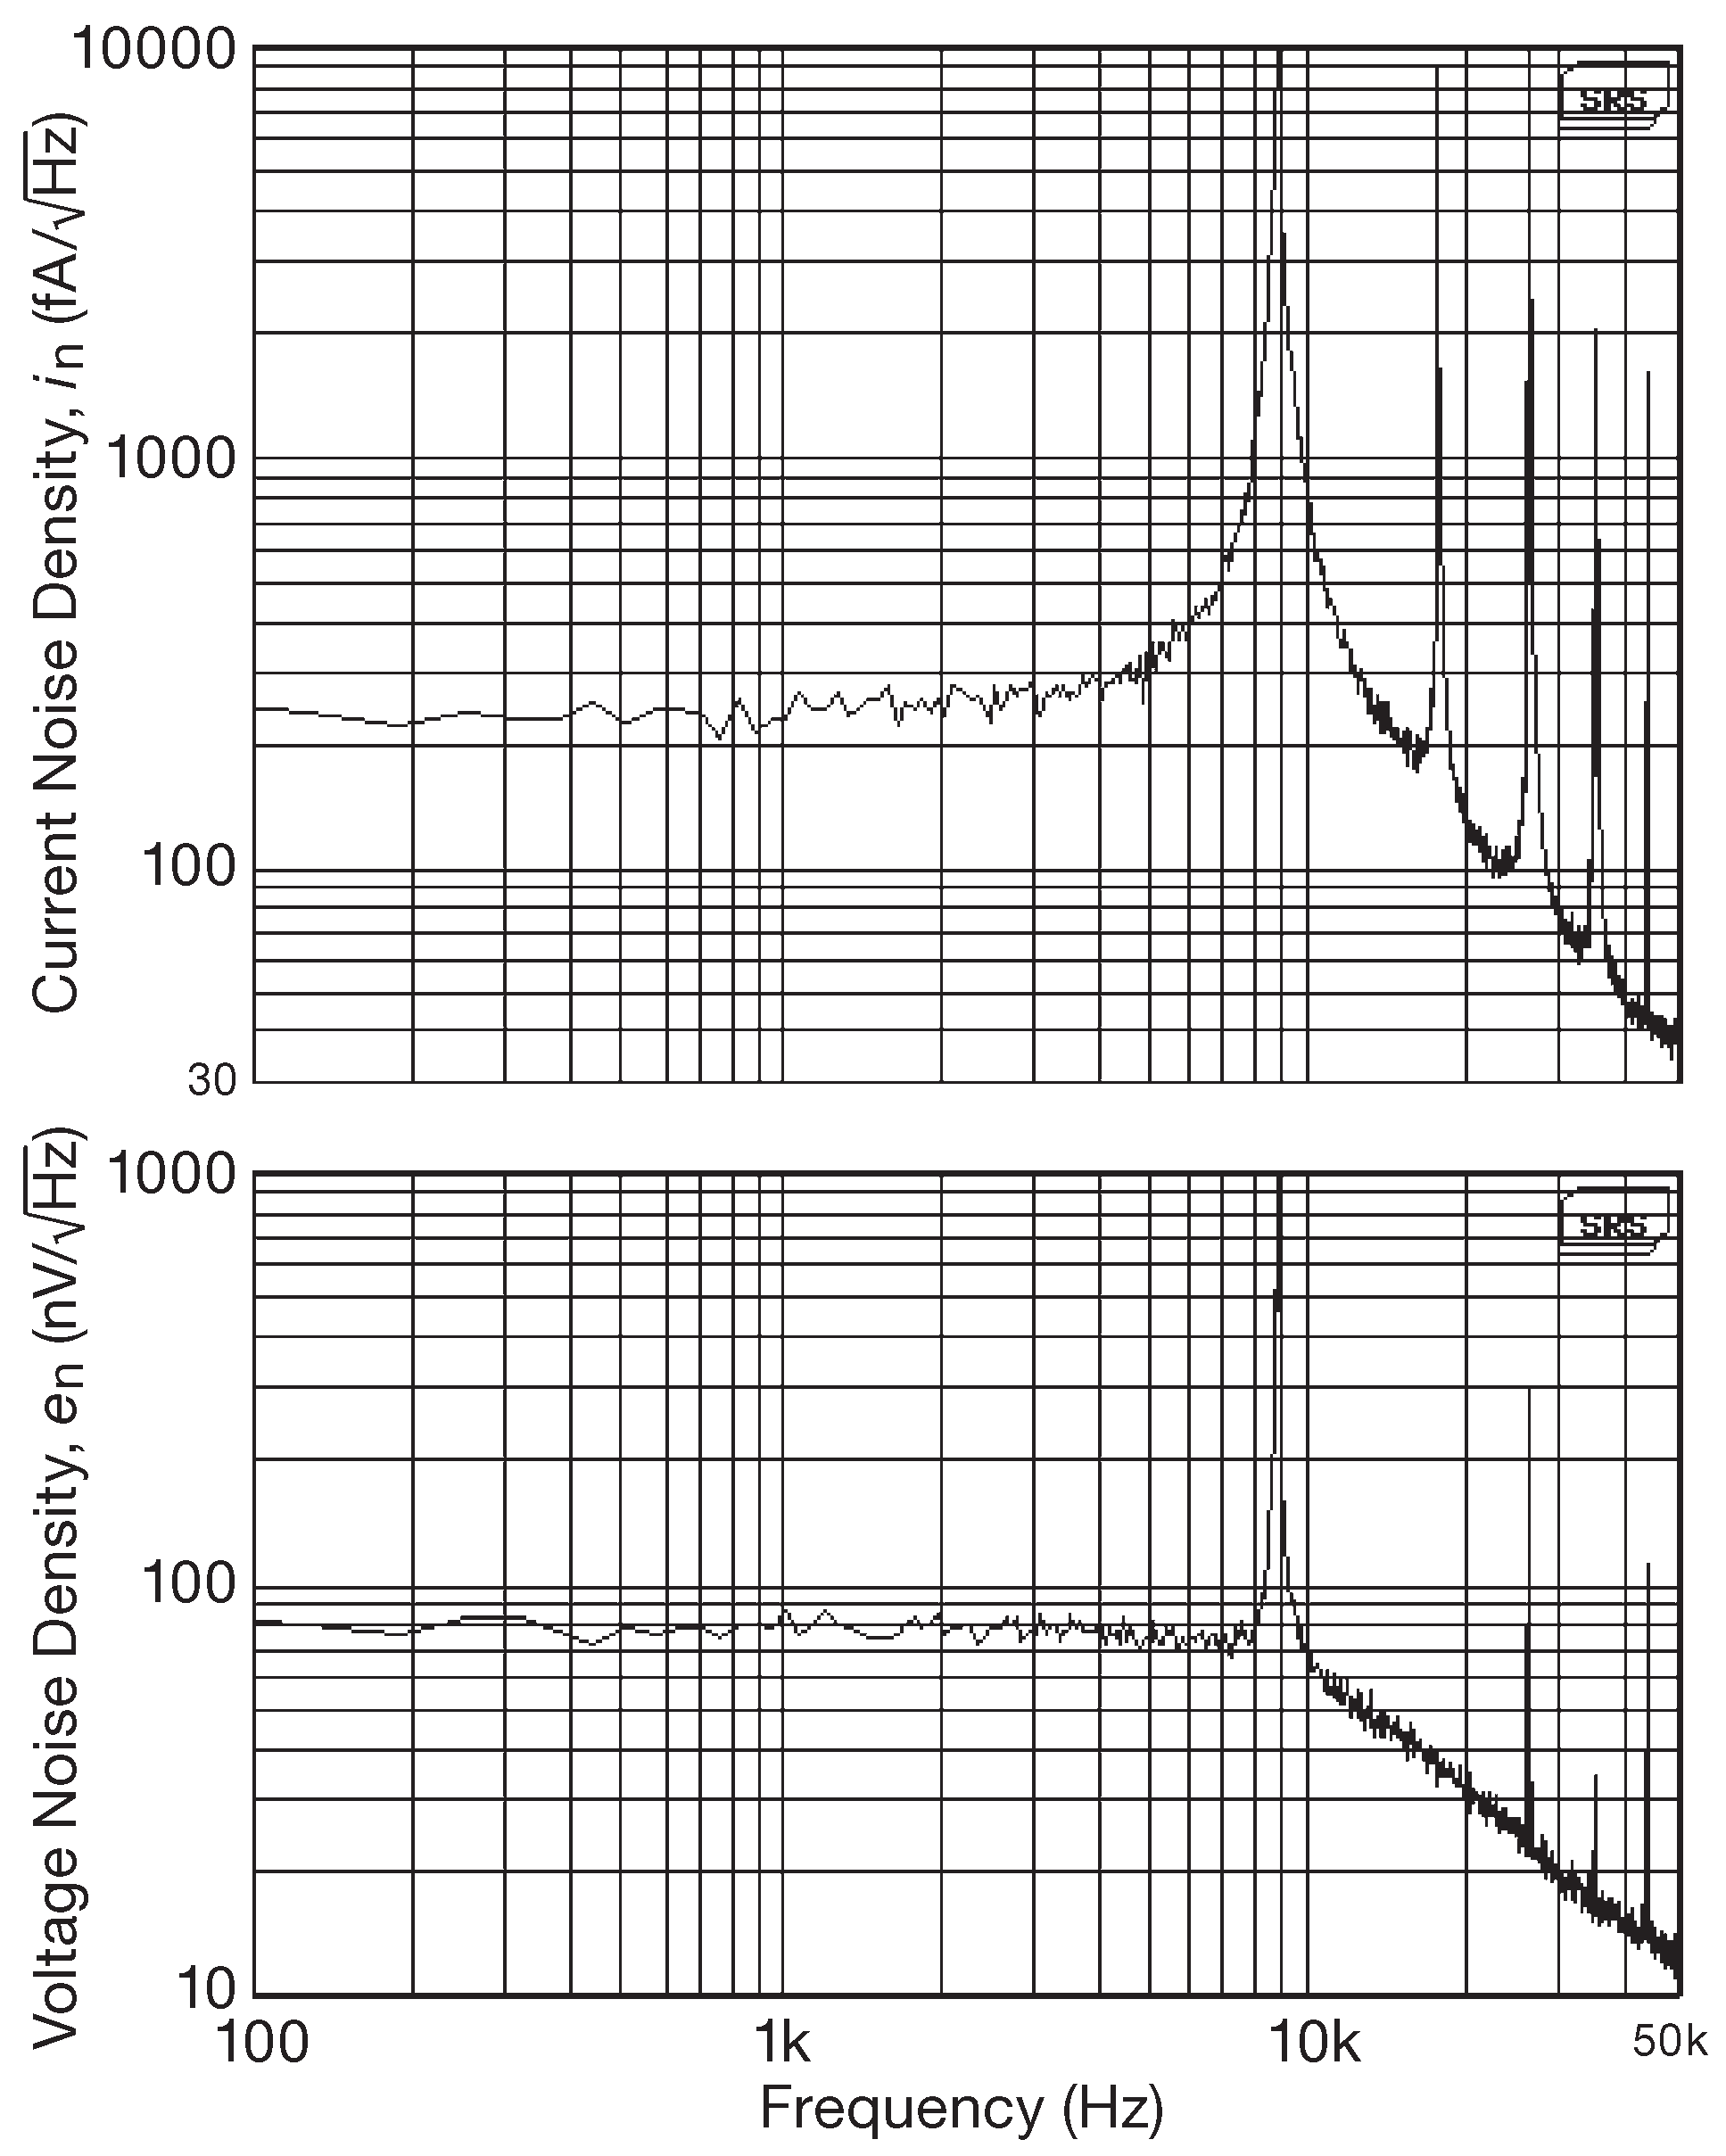 10000
1000
100
30
Current Noise Density, in (fA/√Hz)
SRS
1000
100
10
Voltage Noise Density, en (nV/√Hz)
SRS
100 1k 10k 50k
Frequency (Hz)